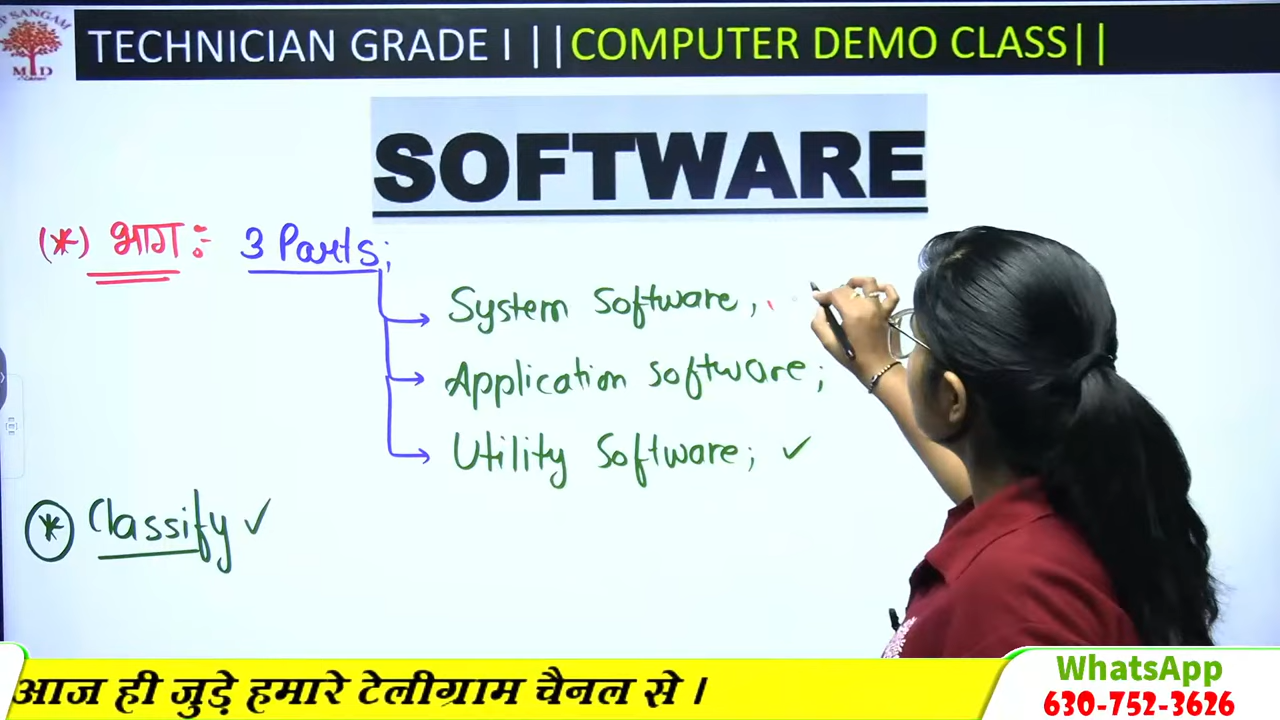 P SANGAM
M D
TECHNICIAN GRADE I ||COMPUTER DEMO CLASS||
SOFTWARE
(*) भाग :- 3 Parts;
System Software,
Application Software;
Utility Software; ✓
* Classify ✓
आज ही जुड़े हमारे टेलीग्राम चैनल से ।
WhatsApp
630-752-3626